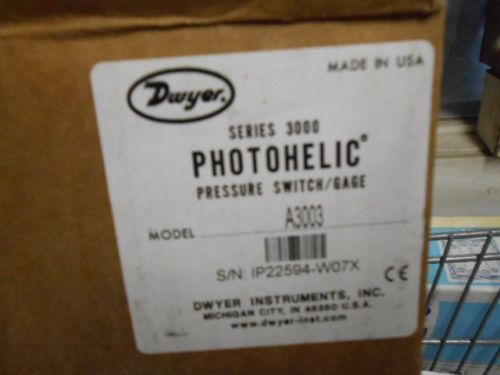 MADE IN USA
Dwyer.
SERIES 3000
PHOTOHELIC®
PRESSURE SWITCH/GAGE
MODEL A3003
S/N: IP22594-W07X
CE
DWYER INSTRUMENTS, INC.
MICHIGAN CITY, IN 46360 U.S.A.
www.dwyer-inst.com